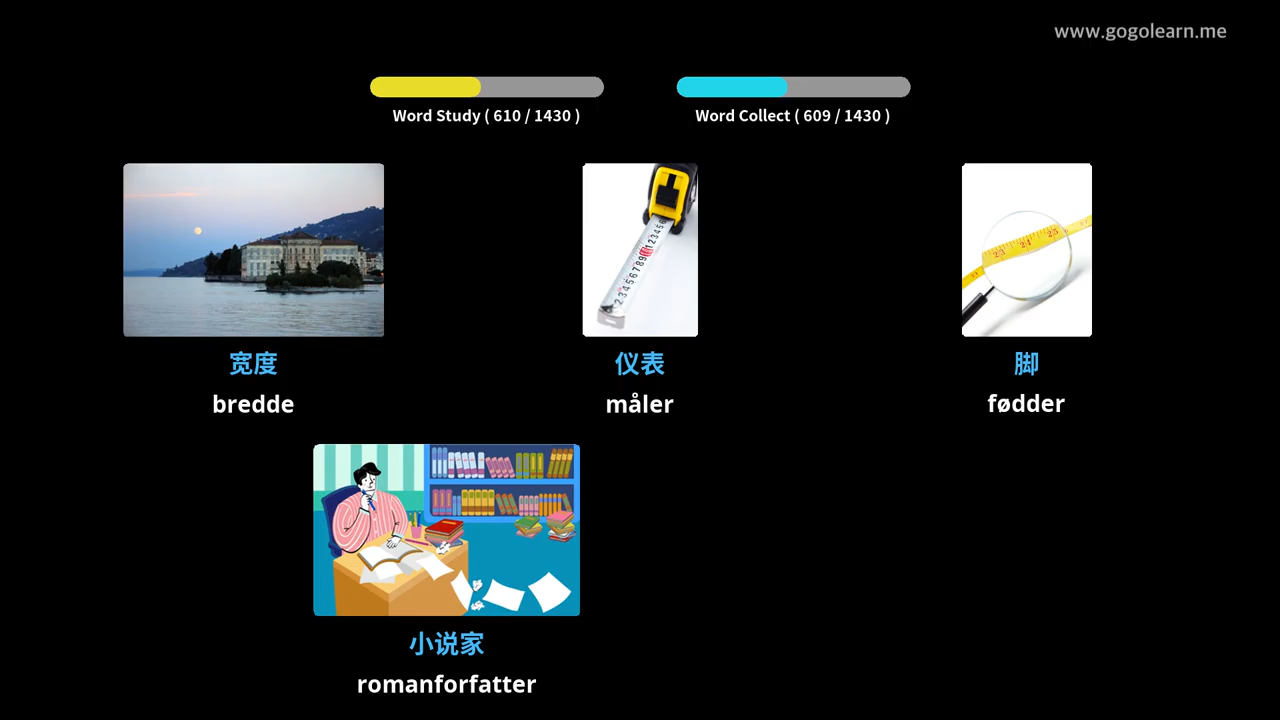 www.gogolearn.me
Word Study ( 610 / 1430 )
Word Collect ( 609 / 1430 )
宽度
bredde
仪表
måler
脚
fødder
小说家
romanforfatter